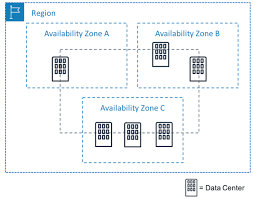 Region
Availability Zone A
Availability Zone B
Availability Zone C
= Data Center